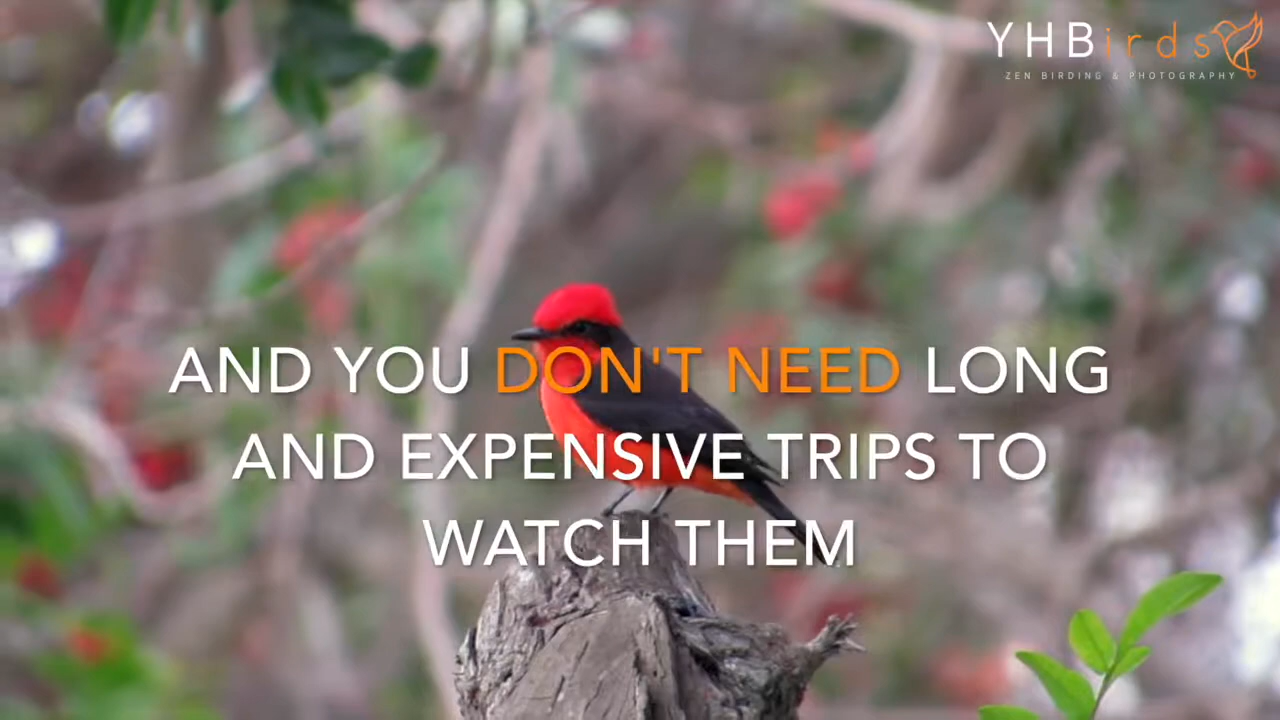 YHBirds
ZEN BIRDING & PHOTOGRAPHY
AND YOU DON'T NEED LONG
AND EXPENSIVE TRIPS TO
WATCH THEM